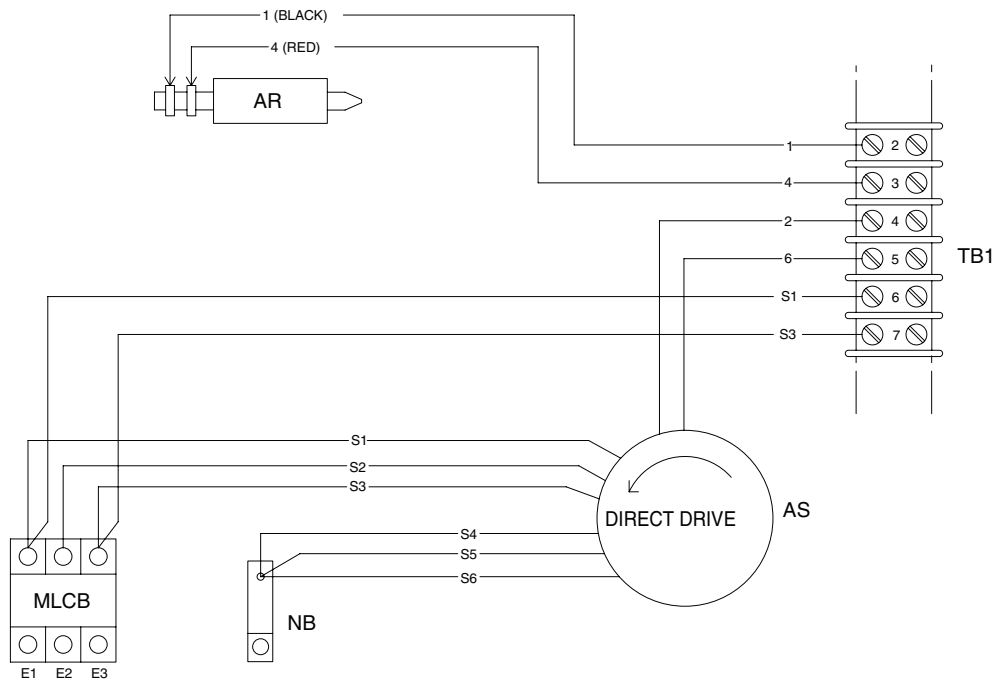 1 (BLACK)
4 (RED)
AR
1
2
4
3
2
4
6
5
TB1
S1
6
S3
7
S1
S2
S3
DIRECT DRIVE
AS
S4
S5
S6
MLCB
NB
E1 E2 E3